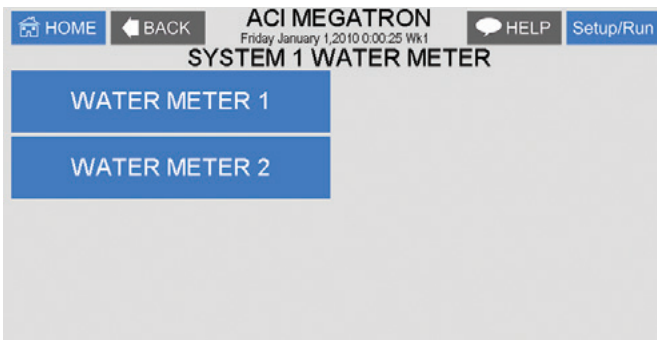 HOME BACK ACI MEGATRON HELP Setup/Run
Friday January 1,2010 0:00:25 Wk1
SYSTEM 1 WATER METER
WATER METER 1
WATER METER 2